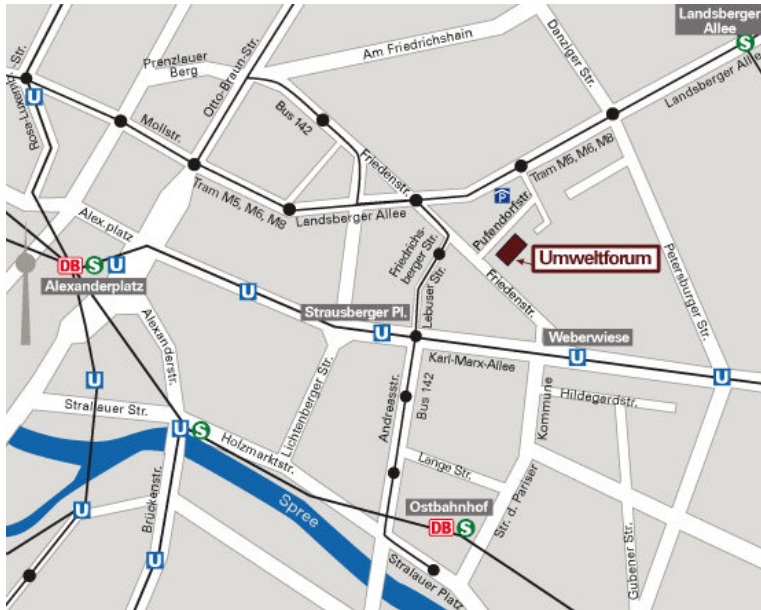 Landsberger
Allee
S
Str.
Prenzlauer
Berg
Otto-Braun-Str.
Am Friedrichshain
Danziger Str.
Landsberger Allee
U
Rosa-Luxemb.
Mollstr.
Bus 142
Friedenstr.
Tram M5, M6, M8
Tram M5, M6, M8
Landsberger Allee
P
Pufendorfstr.
Alex.platz
Friedrichs-
berger Str.
Umweltforum
DB
S
U
Alexanderplatz
Friedenstr.
Petersburger Str.
U
Lebuser Str.
Strausberger Pl.
U
Weberwiese
U
Alexanderstr.
Karl-Marx-Allee
U
U
Stralauer Str.
Lichtenberger Str.
Andreasstr.
Bus 142
Kommune
Hildegardstr.
U
S
Holzmarktstr.
Lange Str.
Str. d. Pariser
Ostbahnhof
DB
S
Spree
U
Brückenstr.
U
Stralauer Platz
Gubener Str.